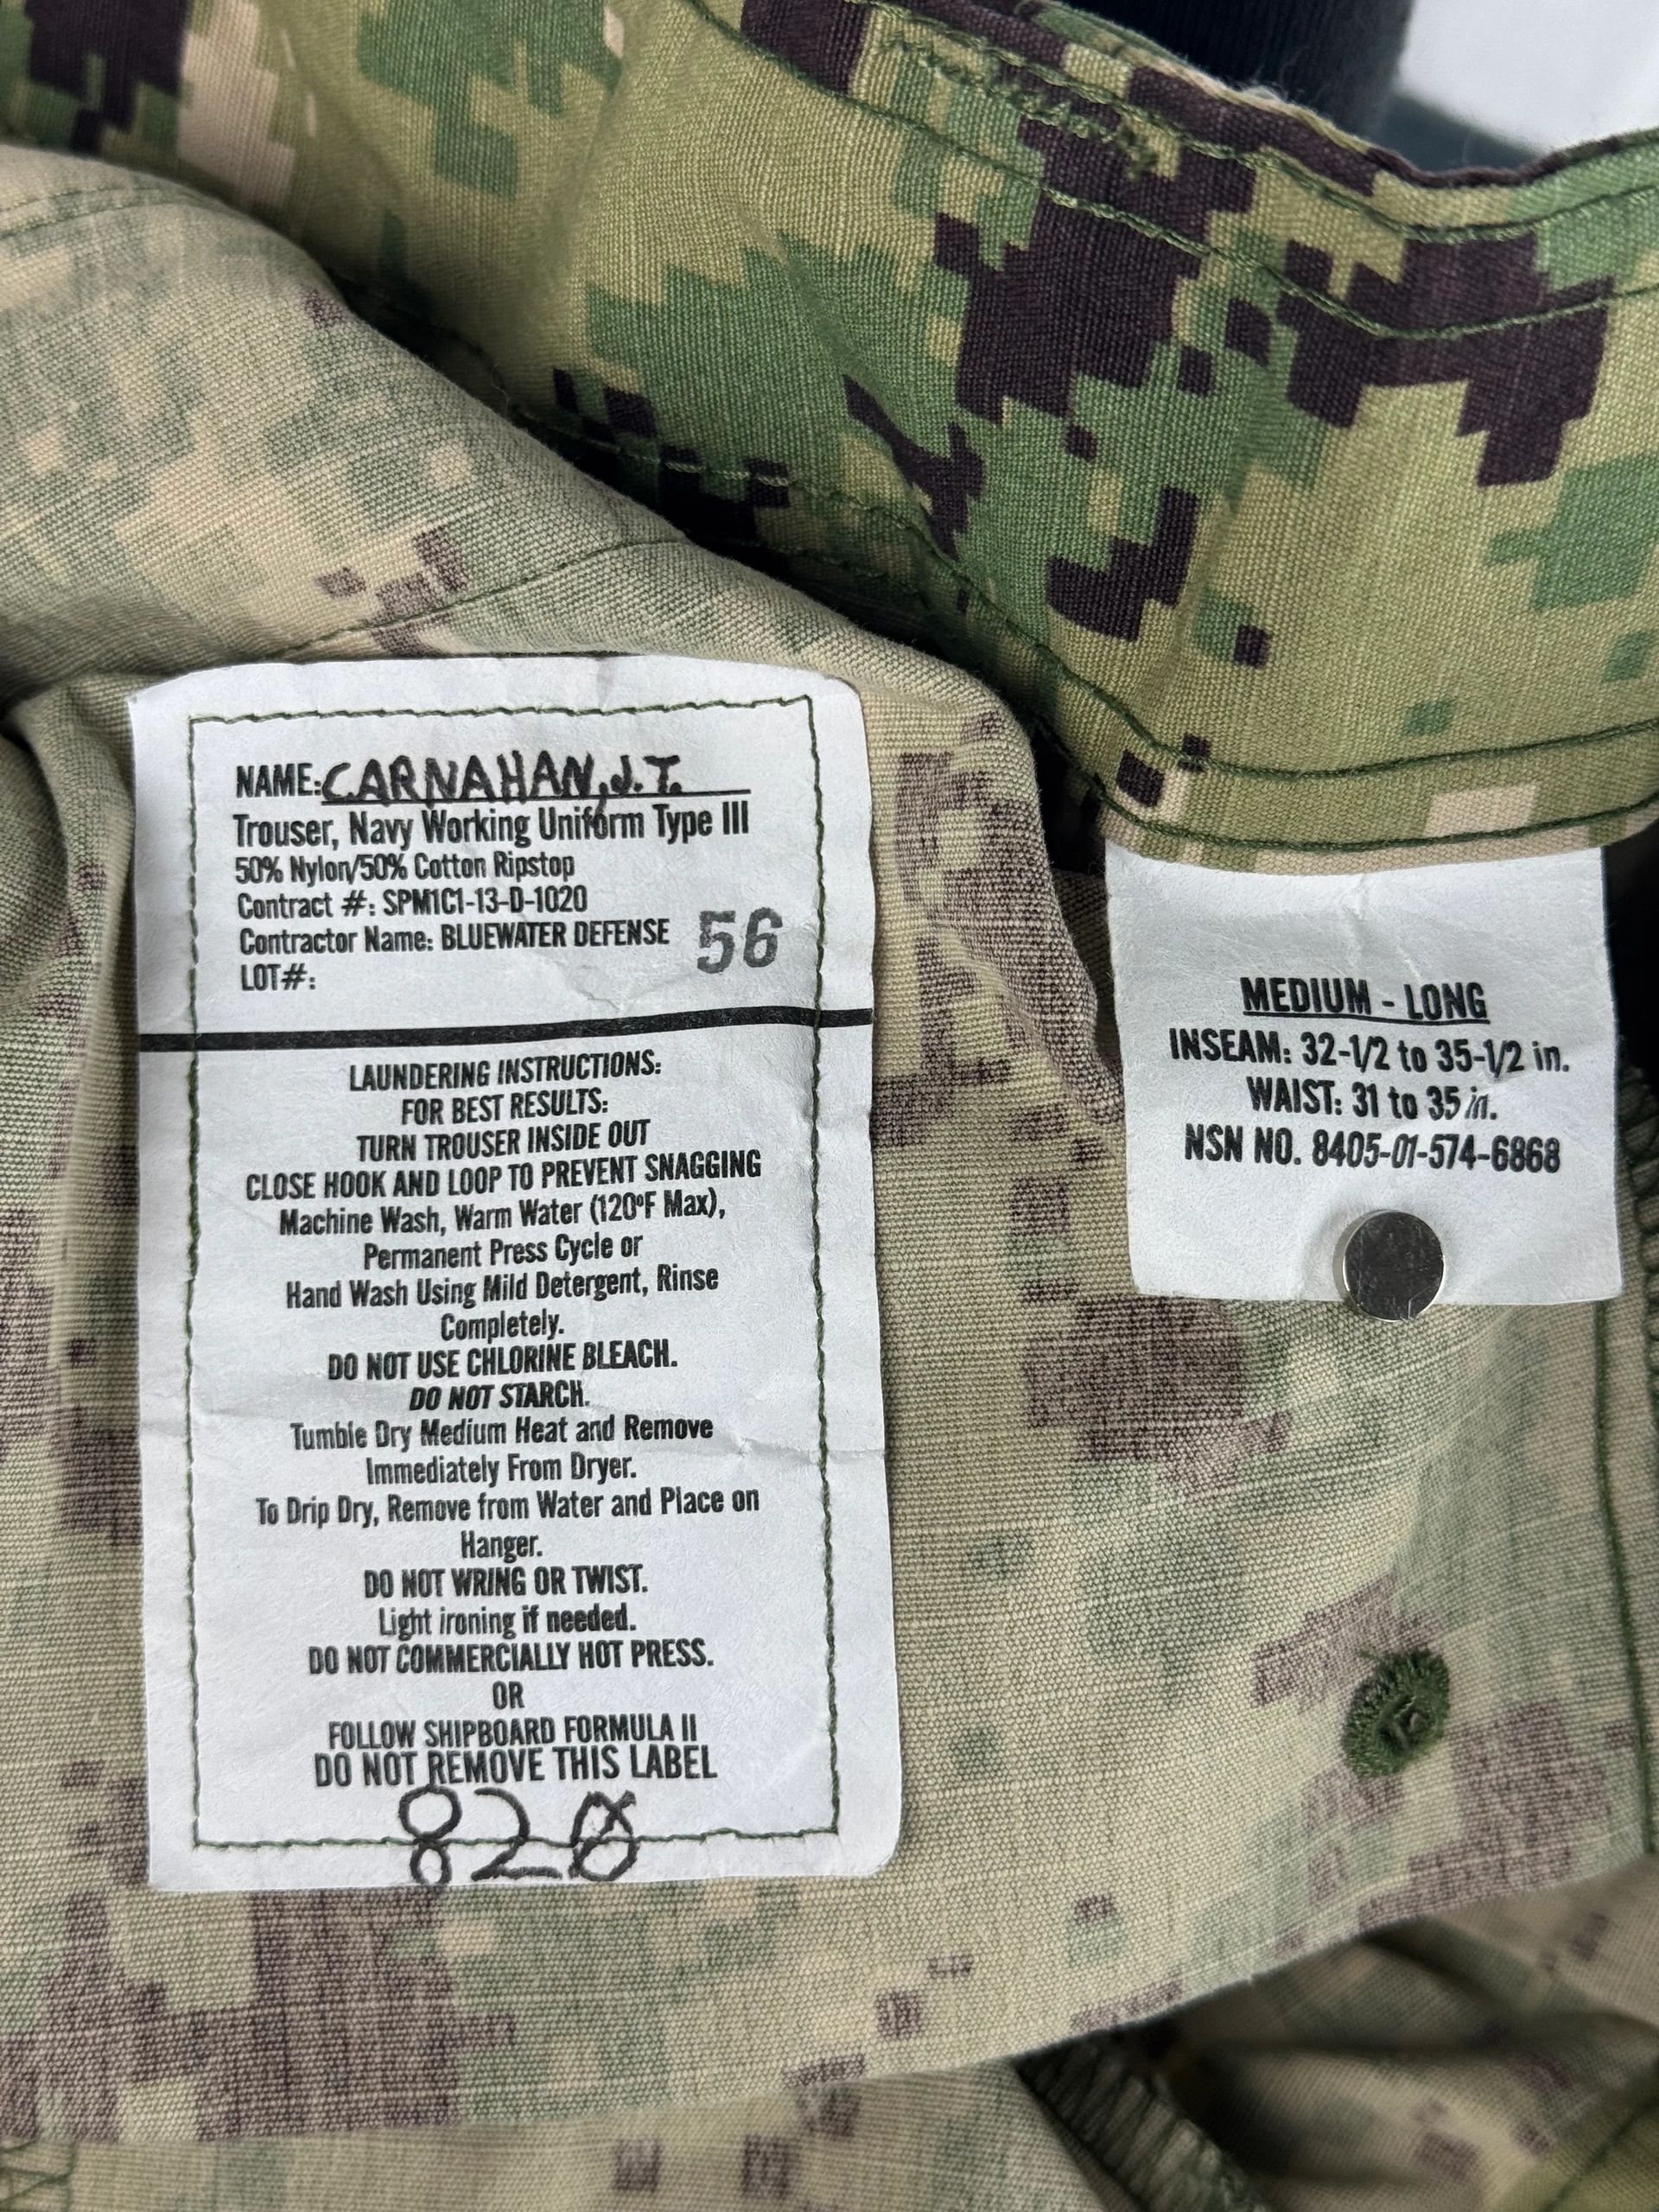 NAME: CARNAHAN, J.T.
Trouser, Navy Working Uniform Type III
50% Nylon/50% Cotton Ripstop
Contract #: SPM1C1-13-D-1020
Contractor Name: BLUEWATER DEFENSE
56
LOT#:
LAUNDERING INSTRUCTIONS:
FOR BEST RESULTS:
TURN TROUSER INSIDE OUT
CLOSE HOOK AND LOOP TO PREVENT SNAGGING
Machine Wash, Warm Water (120°F Max),
Permanent Press Cycle or
Hand Wash Using Mild Detergent, Rinse
Completely.
DO NOT USE CHLORINE BLEACH.
DO NOT STARCH.
Tumble Dry Medium Heat and Remove
Immediately From Dryer.
To Drip Dry, Remove from Water and Place on
Hanger.
DO NOT WRING OR TWIST.
Light ironing if needed.
DO NOT COMMERCIALLY HOT PRESS.
OR
FOLLOW SHIPBOARD FORMULA II
DO NOT REMOVE THIS LABEL
820
MEDIUM - LONG
INSEAM: 32-1/2 to 35-1/2 in.
WAIST: 31 to 35 in.
NSN NO. 8405-01-574-6868